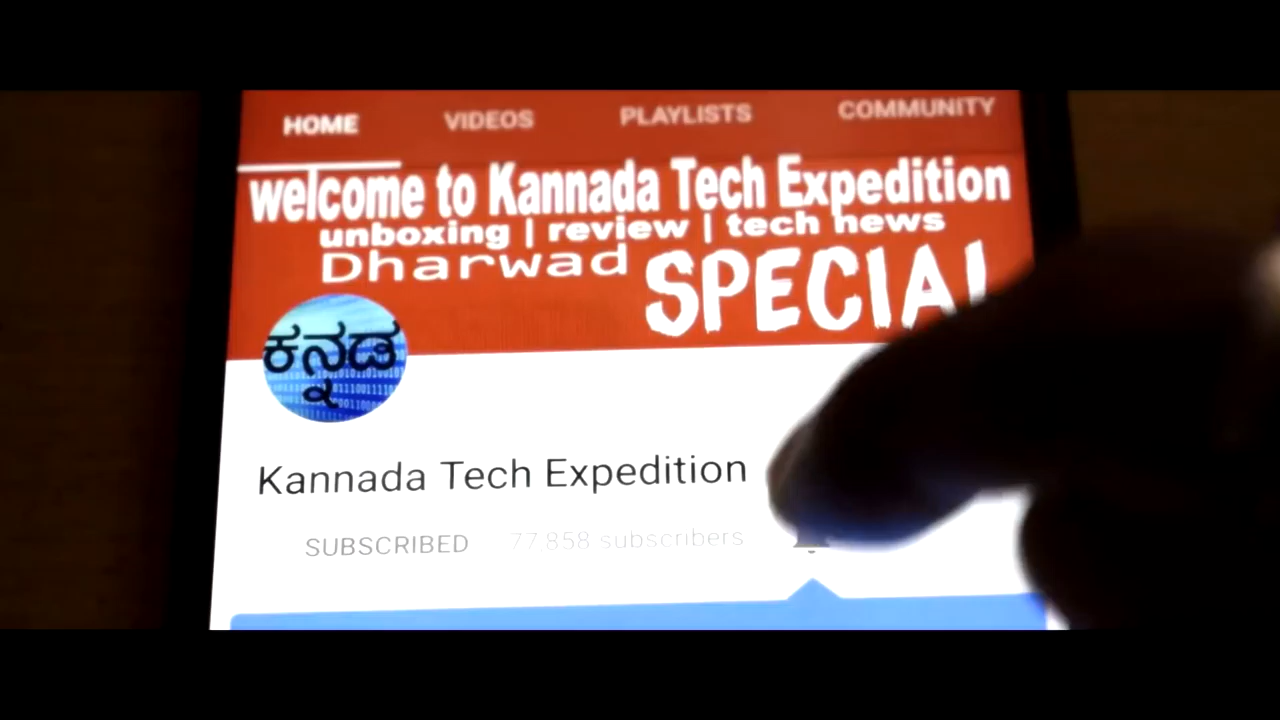 HOME VIDEOS PLAYLISTS COMMUNITY
welcome to Kannada Tech Expedition
unboxing | review | tech news
Dharwad SPECIAL
ಕನ್ನಡ
Kannada Tech Expedition
SUBSCRIBED 77,858 subscribers